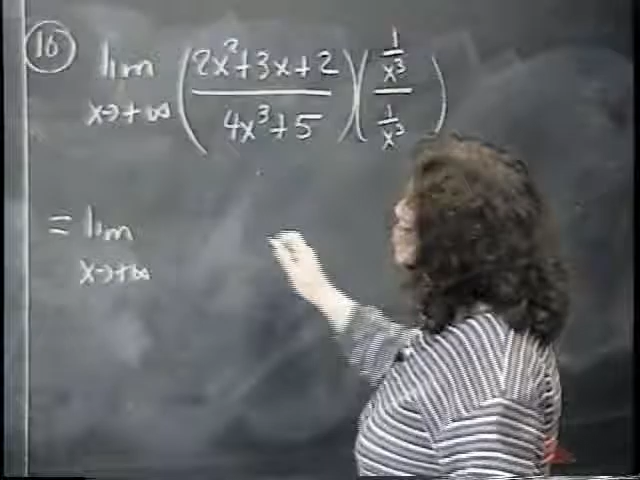 16 lim x→+∞ ( (2x²+3x+2)/(4x³+5) ) ( (1/x³)/(1/x³) )
= lim x→+∞